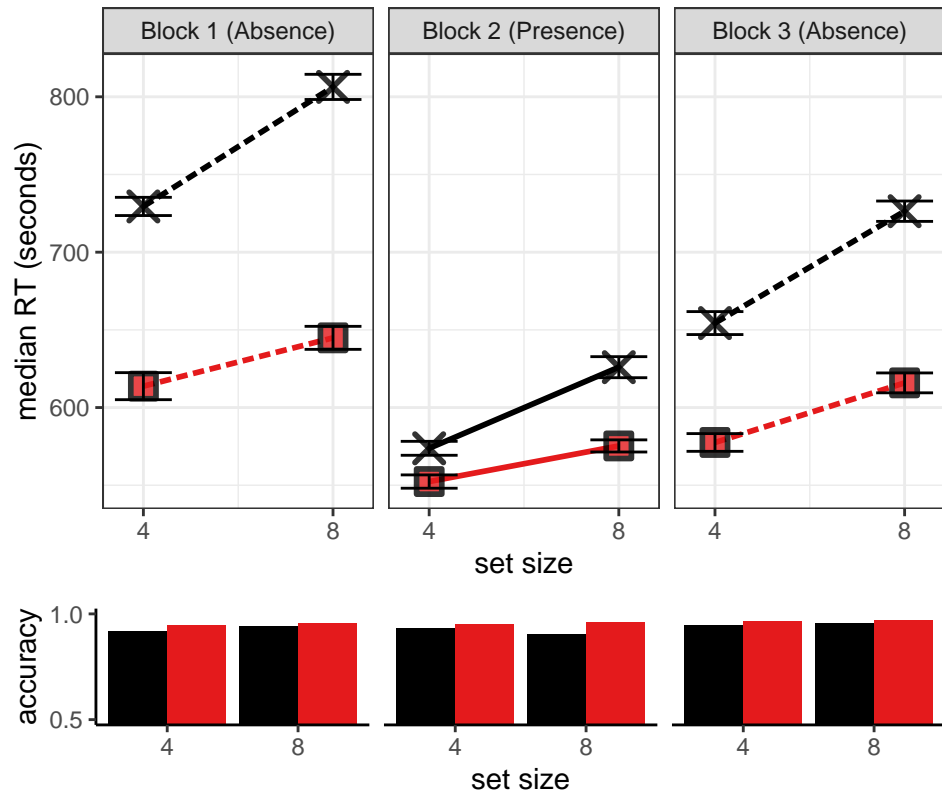 Block 1 (Absence) Block 2 (Presence) Block 3 (Absence)
median RT (seconds)
800
700
600
4 8 4 8 4 8
set size
accuracy
1.0
0.5
4 8 4 8 4 8
set size